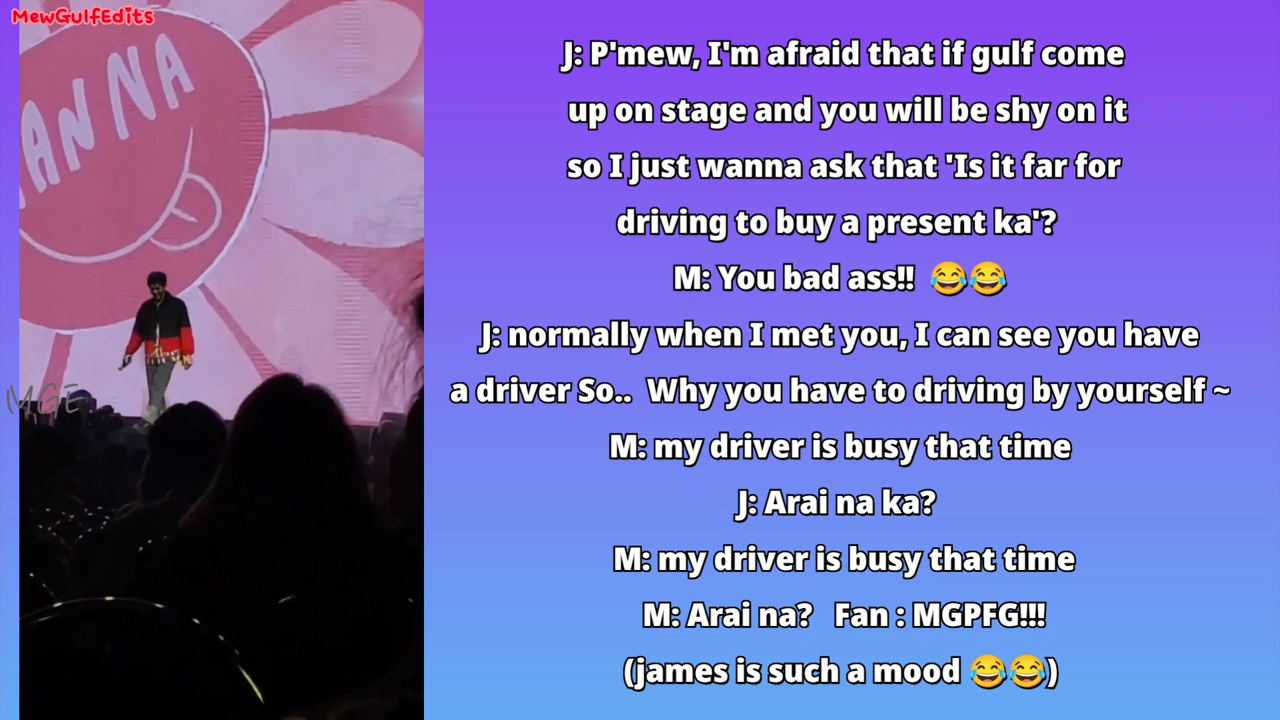 MewGulfEdits
ANNA
J: P'mew, I'm afraid that if gulf come
up on stage and you will be shy on it
so I just wanna ask that 'Is it far for
driving to buy a present ka'?
M: You bad ass!! 😂😂
J: normally when I met you, I can see you have
a driver So.. Why you have to driving by yourself ~
M: my driver is busy that time
J: Arai na ka?
M: my driver is busy that time
M: Arai na? Fan : MGPFG!!!
(james is such a mood 😂😂)
MGE